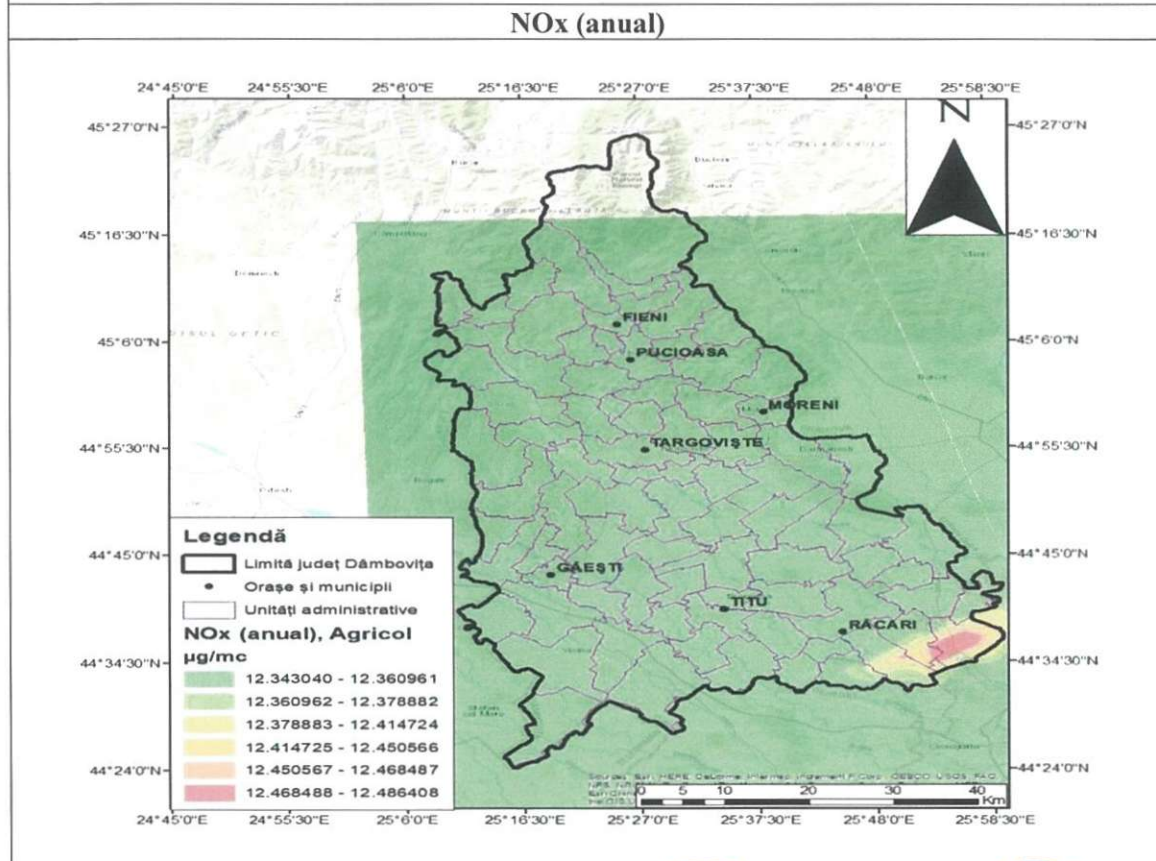 NOx (anual)
24°45'0"E 24°55'30"E 25°6'0"E 25°16'30"E 25°27'0"E 25°37'30"E 25°48'0"E 25°58'30"E
N
45°27'0"N 45°27'0"N
45°16'30"N 45°16'30"N
FIENI
45°6'0"N 45°6'0"N
PUCIOASA
MORENI
TARGOVIȘTE
44°55'30"N 44°55'30"N
Legendă
Limită județ Dâmbovița
Orașe și municipii
Unități administrative
NOx (anual), Agricol
µg/mc
12.343040 - 12.360961
12.360962 - 12.378882
12.378883 - 12.414724
12.414725 - 12.450566
12.450567 - 12.468487
12.468488 - 12.486408
44°45'0"N 44°45'0"N
GĂEȘTI
TITU
RĂCARI
44°34'30"N 44°34'30"N
44°24'0"N 44°24'0"N
0 5 10 20 30 40
Km
24°45'0"E 24°55'30"E 25°6'0"E 25°16'30"E 25°27'0"E 25°37'30"E 25°48'0"E 25°58'30"E